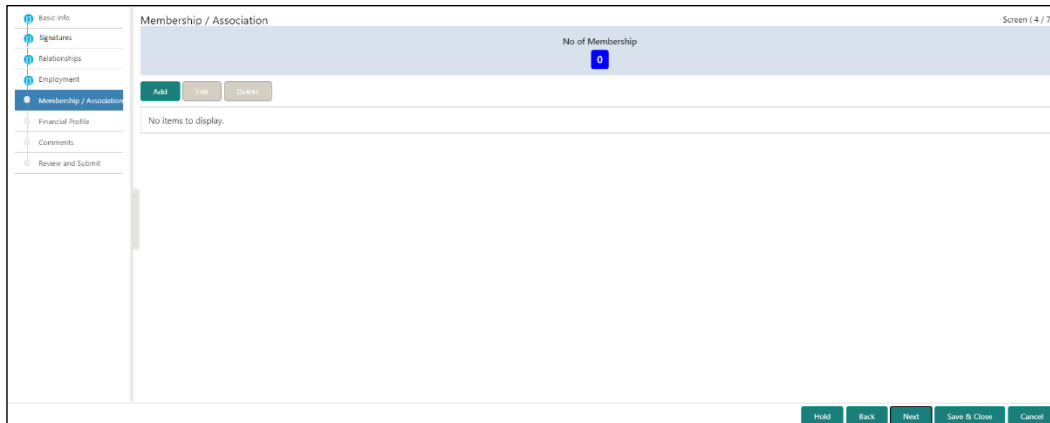 Basic Info
Signatures
Relationships
Employment
Membership / Association
Financial Profile
Comments
Review and Submit
Membership / Association
Screen ( 4 / 7
No of Membership
0
Add Edit Delete
No items to display.
Hold Back Next Save & Close Cancel